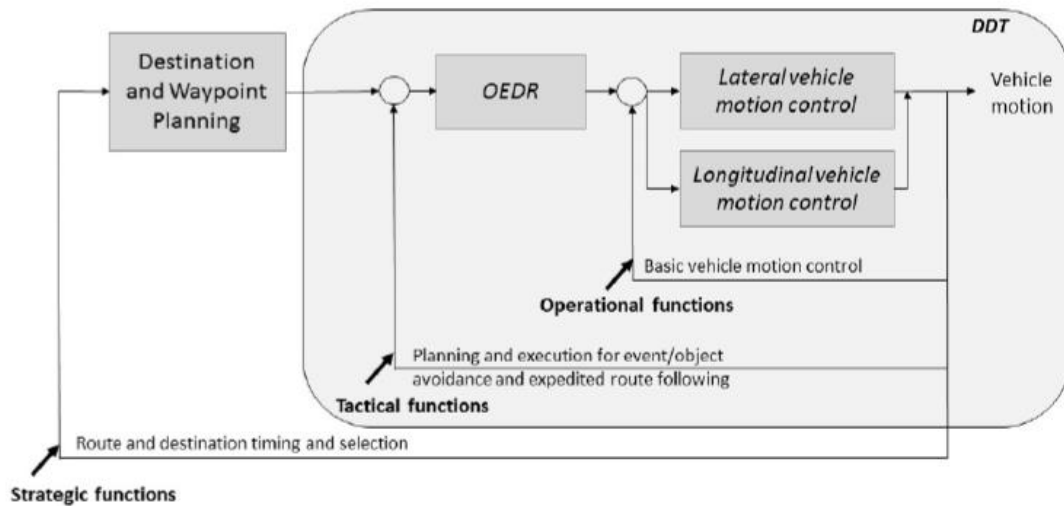 DDT
Destination
and Waypoint
Planning
OEDR
Lateral vehicle
motion control
Vehicle
motion
Longitudinal vehicle
motion control
Basic vehicle motion control
Operational functions
Planning and execution for event/object
avoidance and expedited route following
Tactical functions
Route and destination timing and selection
Strategic functions